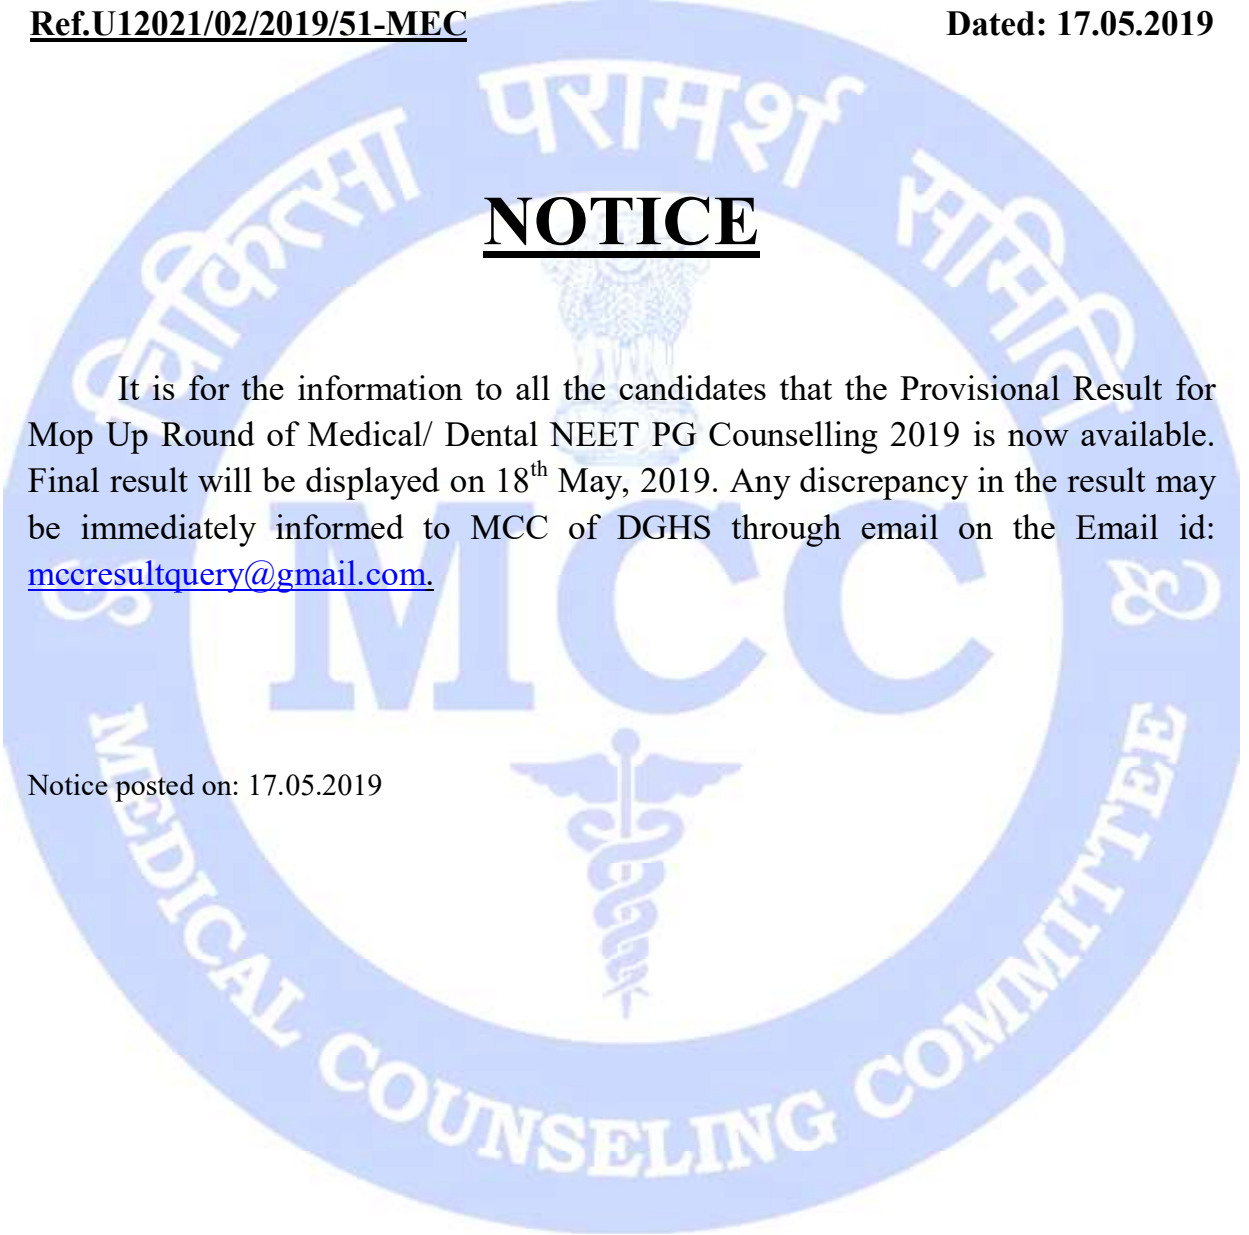 Ref.U12021/02/2019/51-MEC Dated: 17.05.2019
चिकित्सा परामर्श समिति
NOTICE
It is for the information to all the candidates that the Provisional Result for
Mop Up Round of Medical/ Dental NEET PG Counselling 2019 is now available.
Final result will be displayed on 18th May, 2019. Any discrepancy in the result may
be immediately informed to MCC of DGHS through email on the Email id:
mccresultquery@gmail.com.
MCC
Notice posted on: 17.05.2019
MEDICAL COUNSELING COMMITTEE